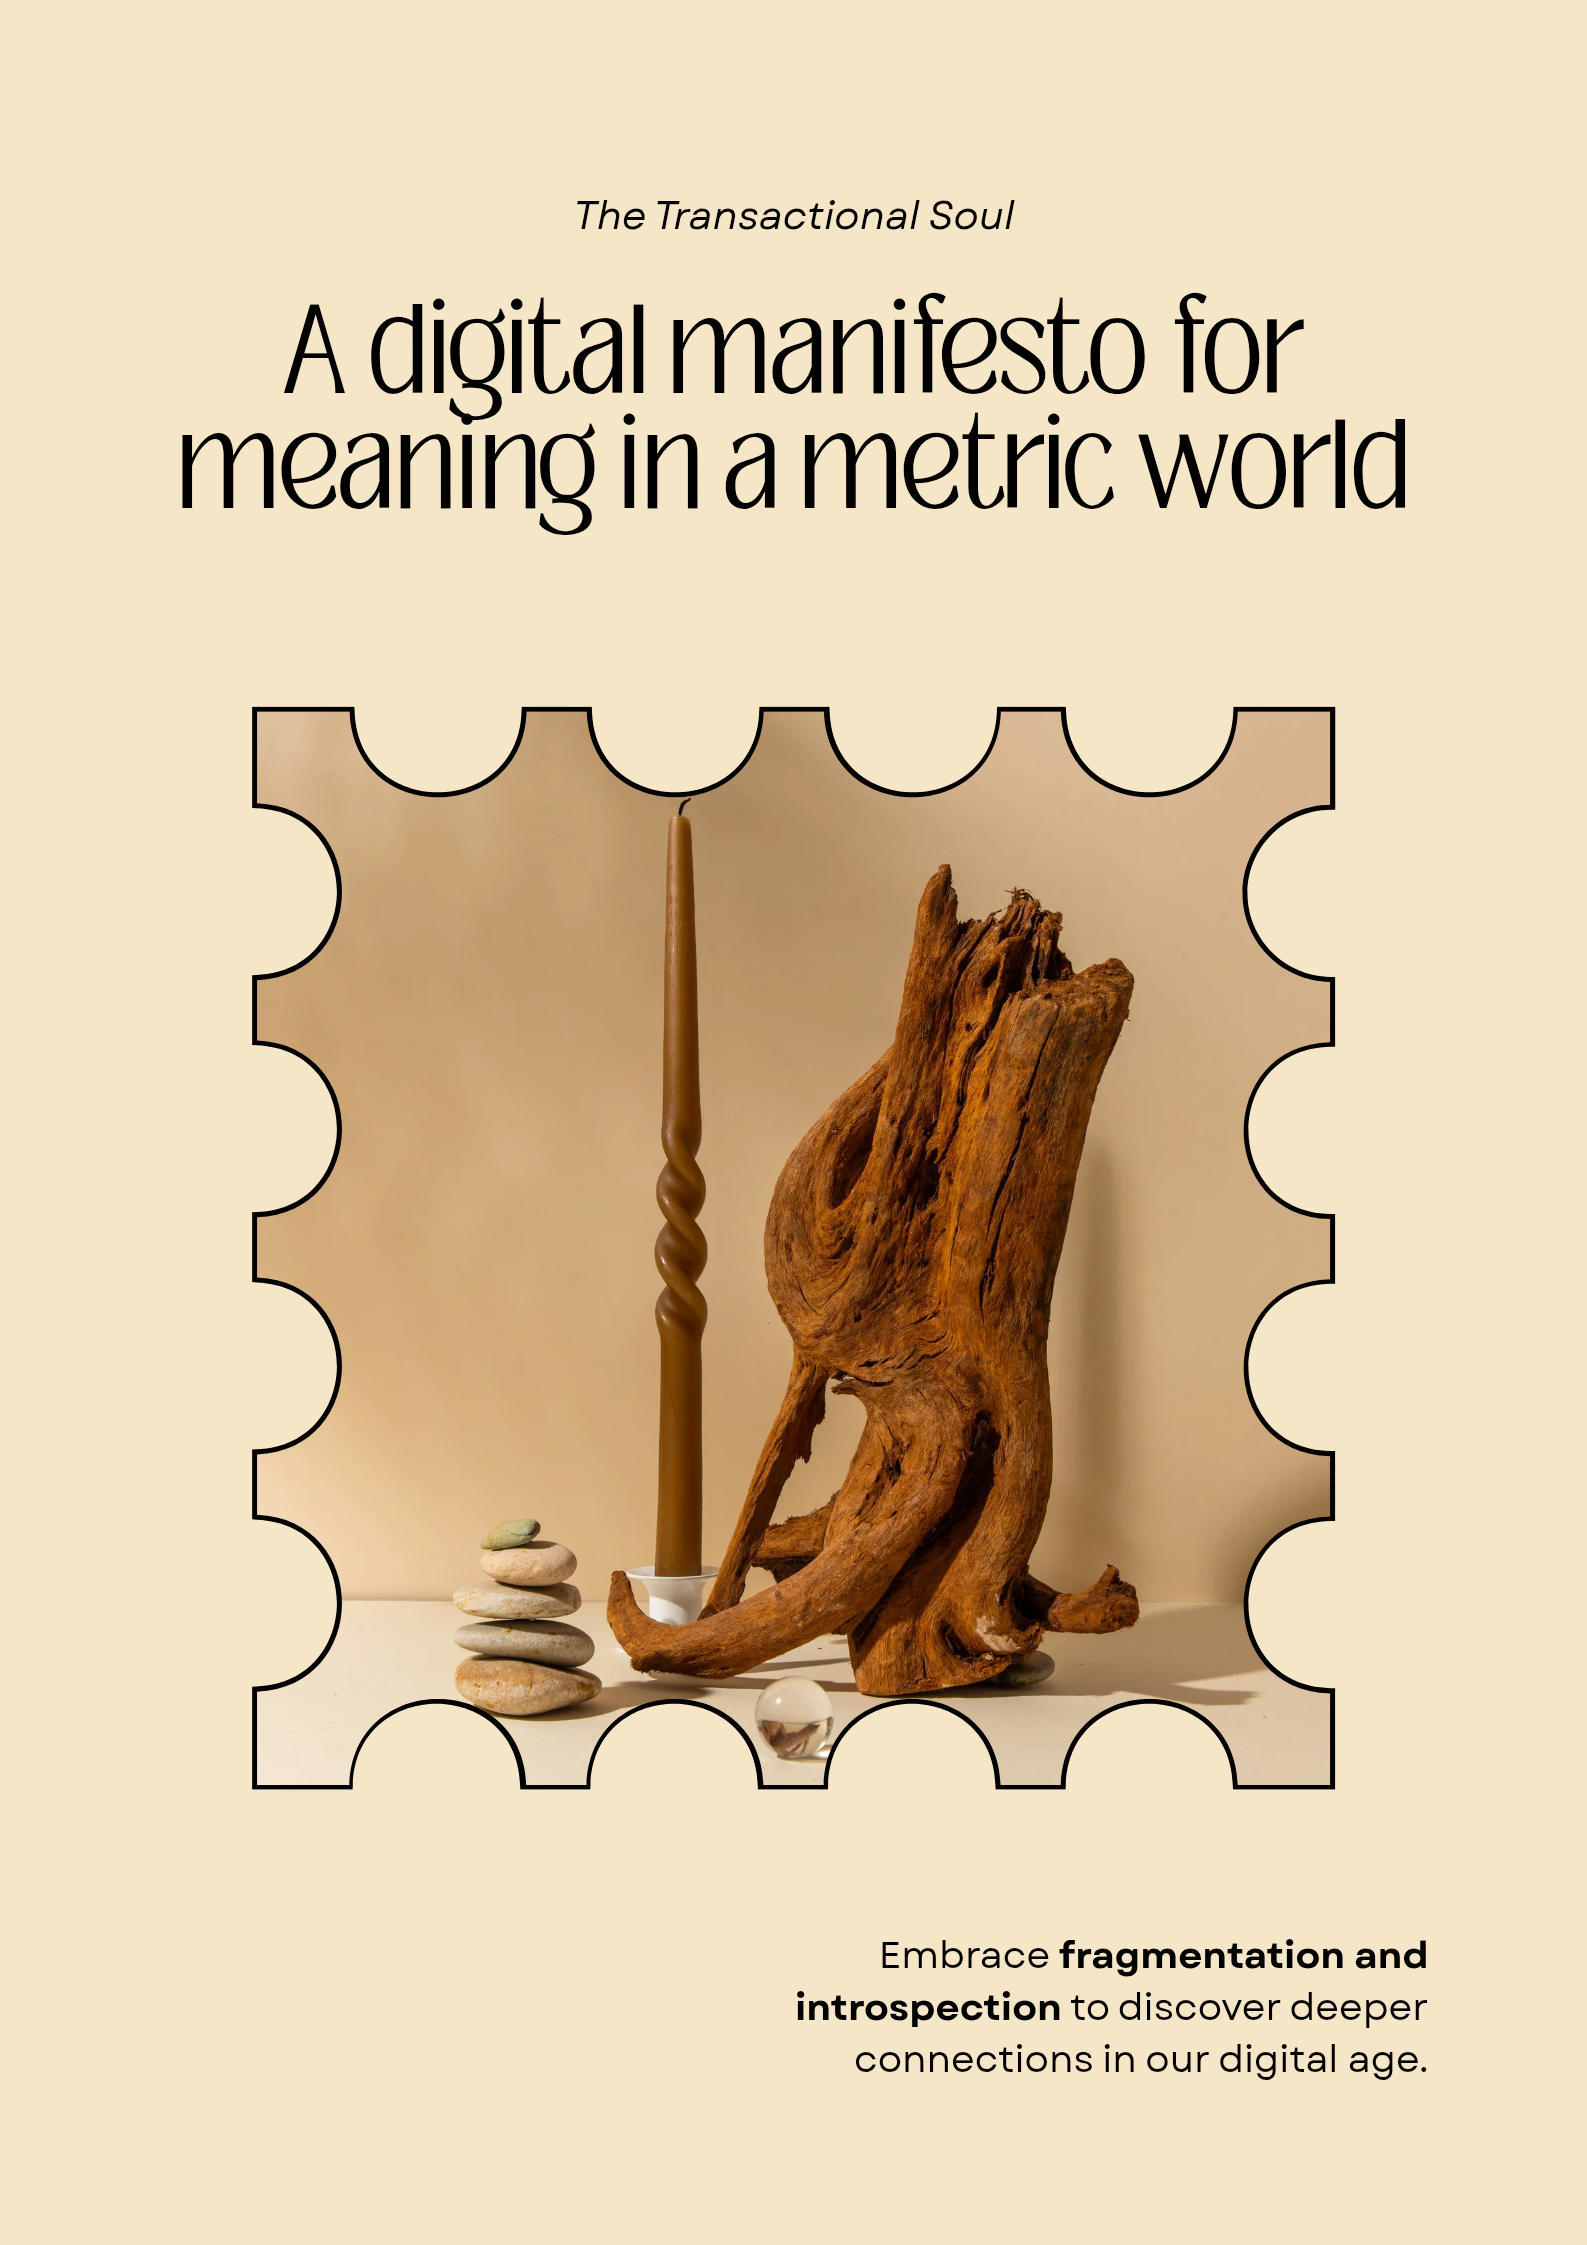 The Transactional Soul
A digital manifesto for
meaning in a metric world
Embrace fragmentation and
introspection to discover deeper
connections in our digital age.